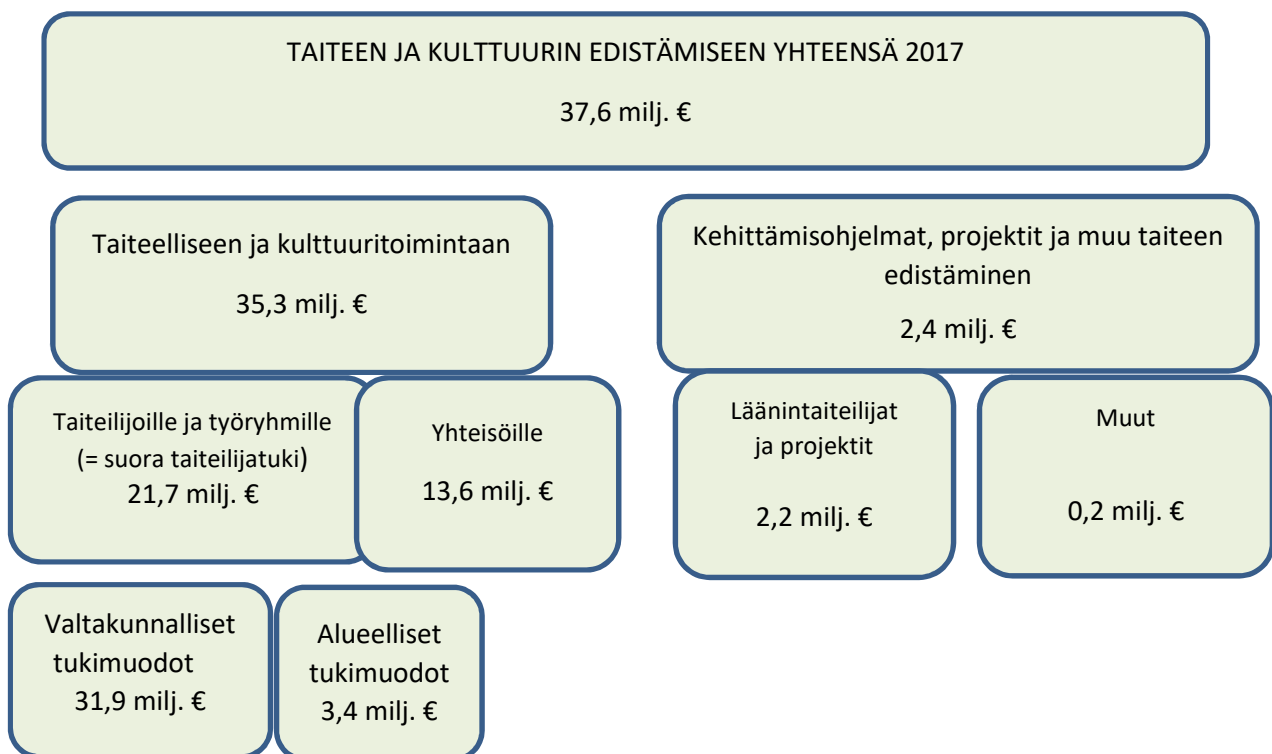 TAITEEN JA KULTTUURIN EDISTÄMISEEN YHTEENSÄ 2017
37,6 milj. €
Taiteelliseen ja kulttuuritoimintaan
35,3 milj. €
Kehittämisohjelmat, projektit ja muu taiteen
edistäminen
2,4 milj. €
Taiteilijoille ja työryhmille
(= suora taiteilijatuki)
21,7 milj. €
Yhteisöille
13,6 milj. €
Läänintaiteilijat
ja projektit
2,2 milj. €
Muut
0,2 milj. €
Valtakunnalliset
tukimuodot
31,9 milj. €
Alueelliset
tukimuodot
3,4 milj. €